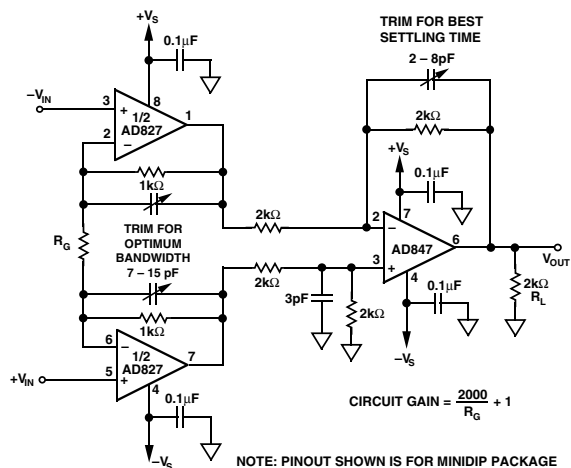 +VS
0.1µF
–VIN
3
8
1/2
AD827
1
2
1kΩ
RG
TRIM FOR
OPTIMUM
BANDWIDTH
7 – 15 pF
1kΩ
6
1/2
AD827
7
+VIN
5
4
0.1µF
–VS
2kΩ
2kΩ
3pF
2kΩ
TRIM FOR BEST
SETTLING TIME
2 – 8pF
2kΩ
+VS
0.1µF
7
2
AD847
6
3
4
0.1µF
–VS
VOUT
2kΩ
RL
CIRCUIT GAIN = 2000/RG + 1
NOTE: PINOUT SHOWN IS FOR MINIDIP PACKAGE